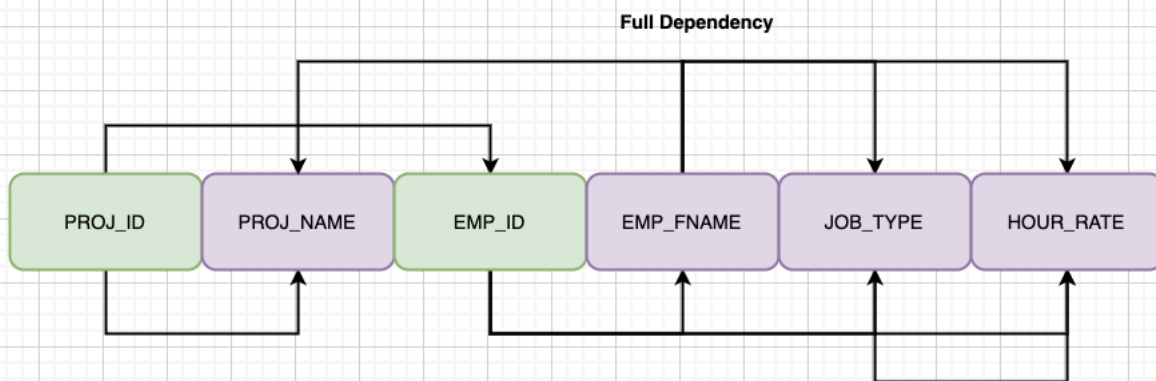 Full Dependency
PROJ_ID
PROJ_NAME
EMP_ID
EMP_FNAME
JOB_TYPE
HOUR_RATE